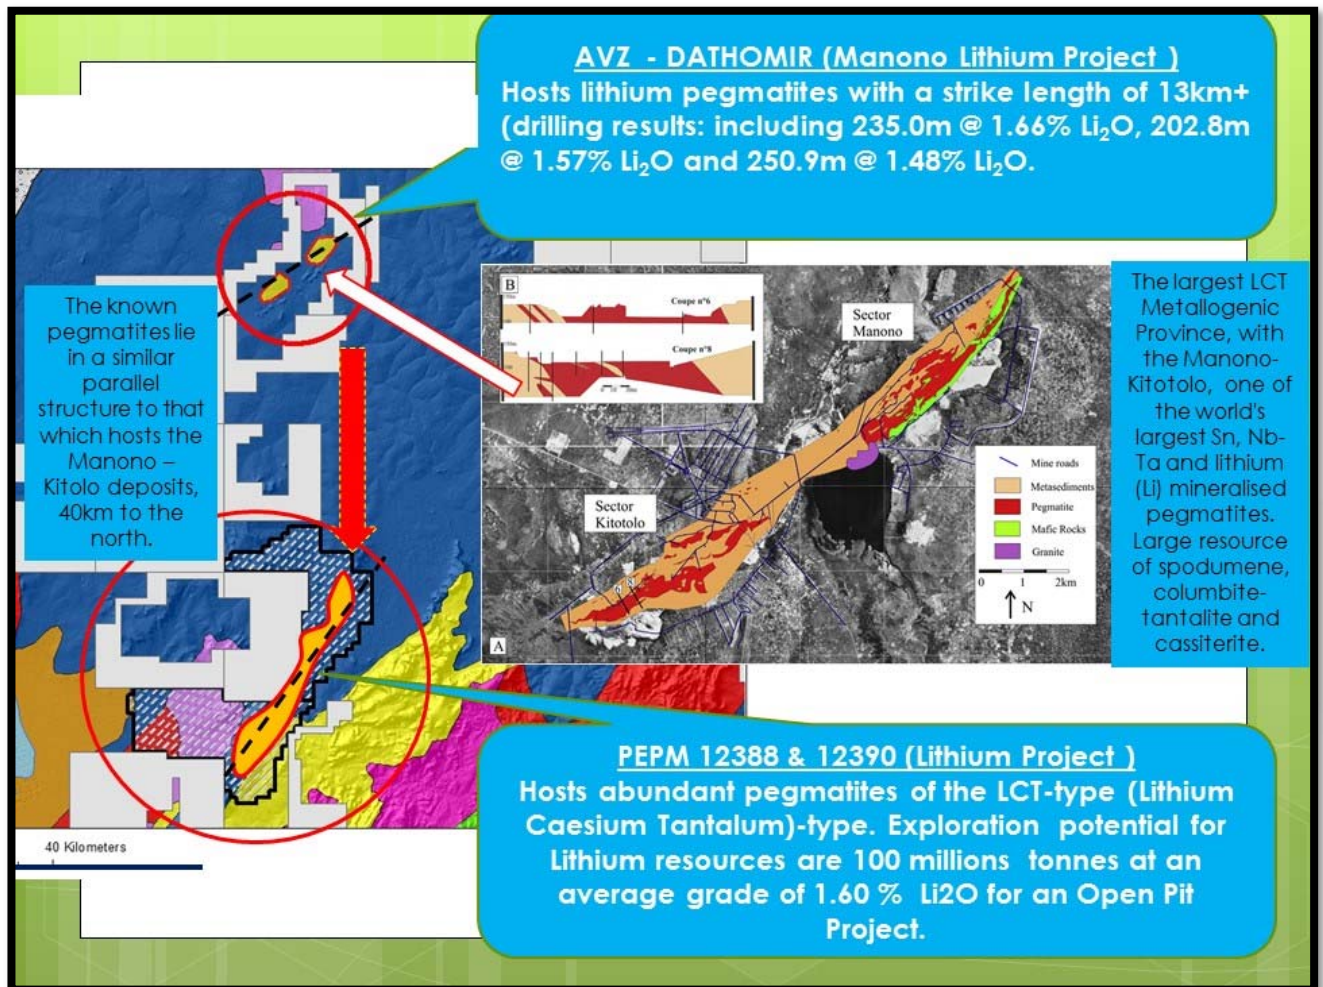 AVZ - DATHOMIR (Manono Lithium Project )
Hosts lithium pegmatites with a strike length of 13km+
(drilling results: including 235.0m @ 1.66% Li₂O, 202.8m
@ 1.57% Li₂O and 250.9m @ 1.48% Li₂O.
The known
pegmatites lie
in a similar
parallel
structure to that
which hosts the
Manono –
Kitolo deposits,
40km to the
north.
B
Coupe n°6
Coupe n°8
Sector
Manono
Sector
Kitotolo
Mine roads
Metasediments
Pegmatite
Mafic Rocks
Granite
0 1 2km
N
A
The largest LCT
Metallogenic
Province, with
the Manono-
Kitotolo, one of
the world's
largest Sn, Nb-
Ta and lithium
(Li) mineralised
pegmatites.
Large resource
of spodumene,
columbite-
tantalite and
cassiterite.
40 Kilometers
PEPM 12388 & 12390 (Lithium Project )
Hosts abundant pegmatites of the LCT-type (Lithium
Caesium Tantalum)-type. Exploration potential for
Lithium resources are 100 millions tonnes at an
average grade of 1.60 % Li2O for an Open Pit
Project.